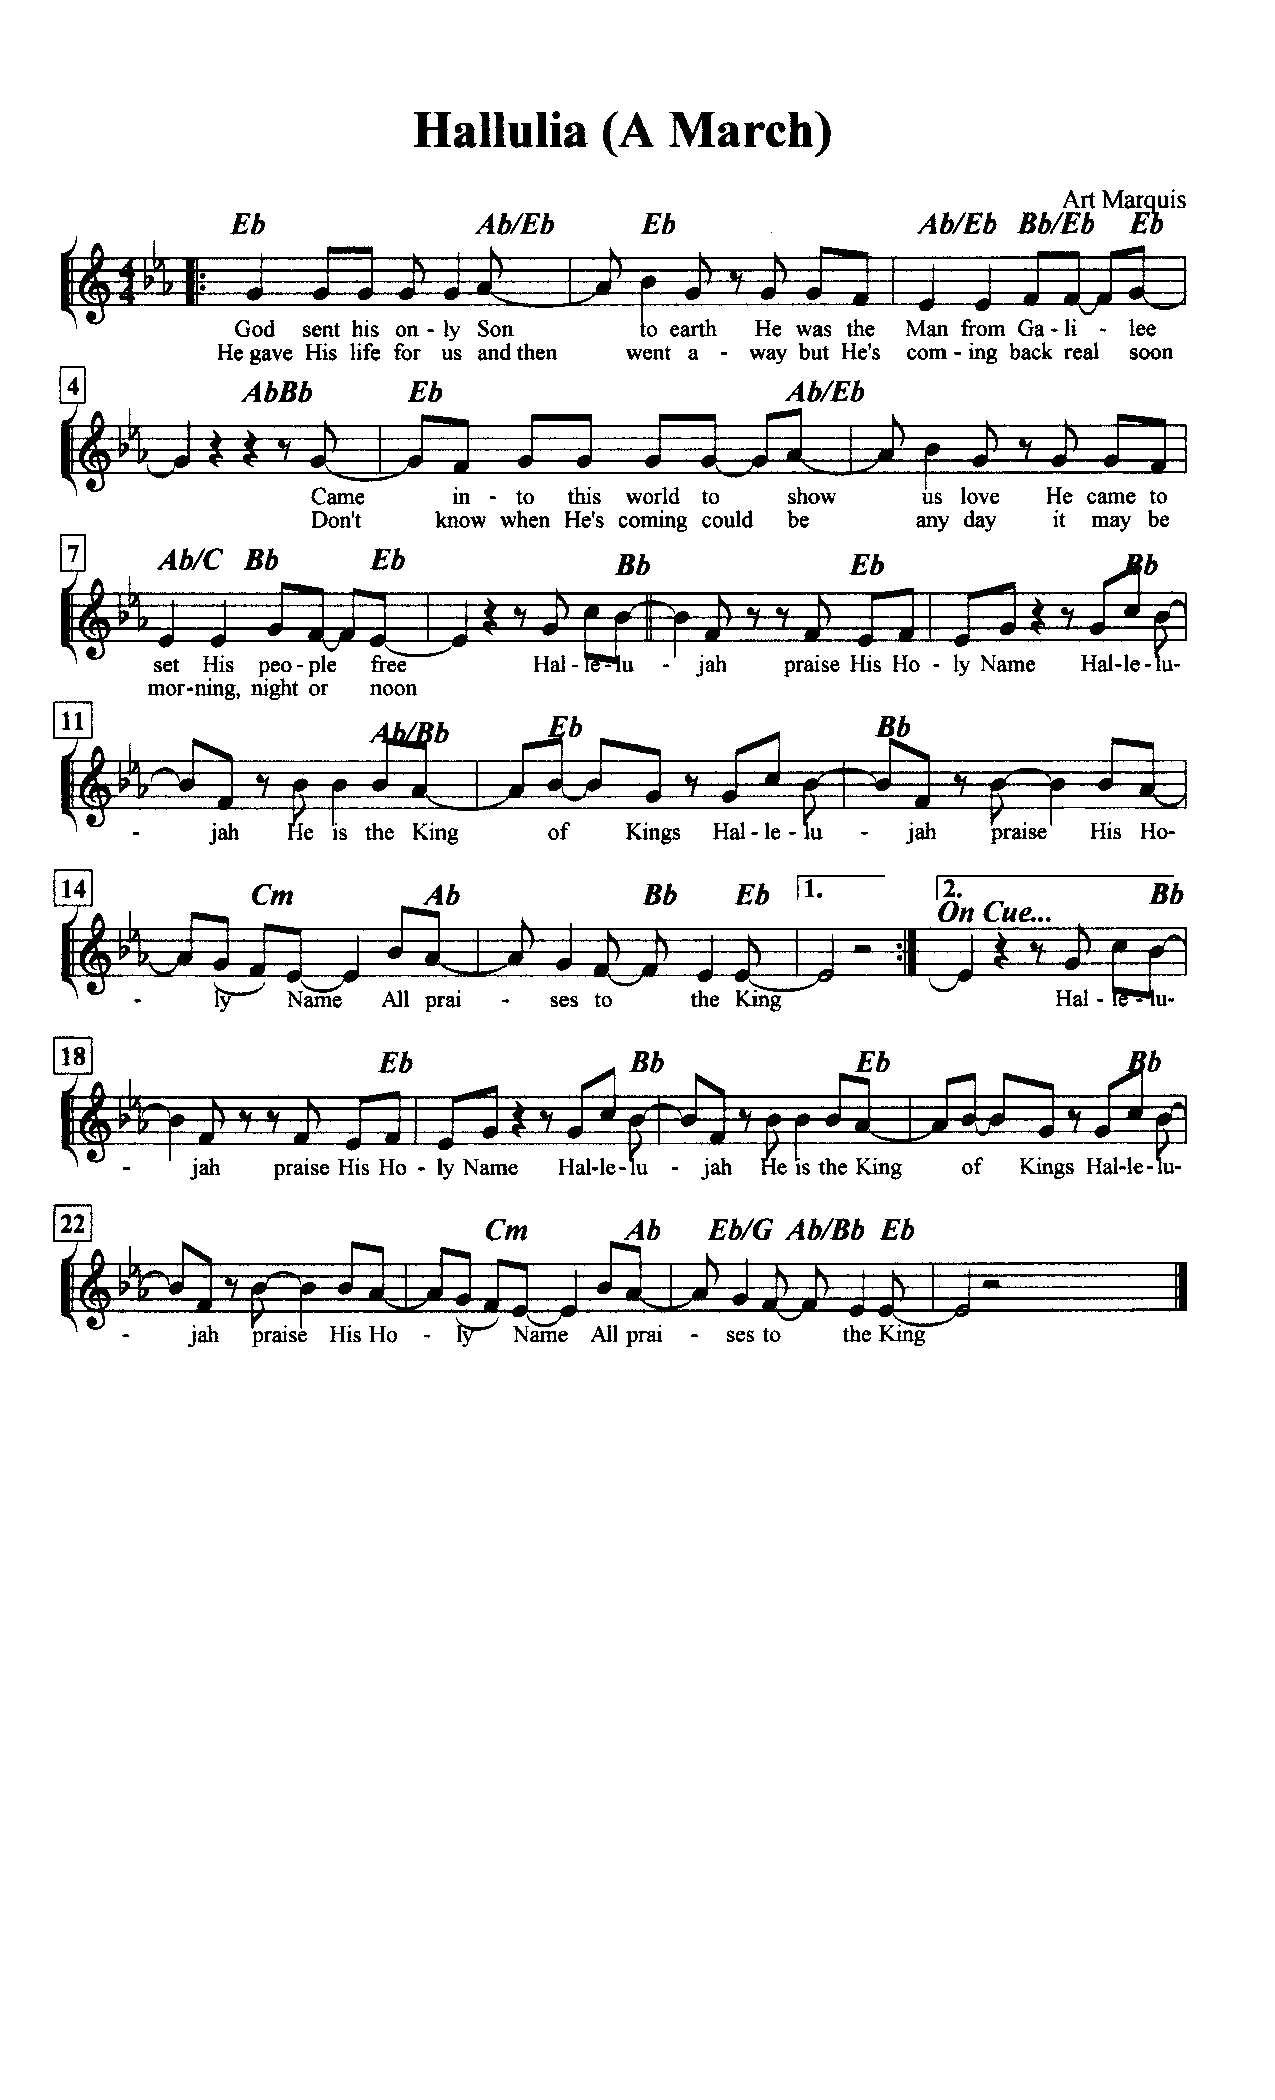 Hallulia (A March)
Art Marquis
Eb Ab/Eb Eb Ab/Eb Bb/Eb Eb
God sent his on - ly Son to earth He was the Man from Ga - li - lee
He gave His life for us and then went a - way but He's com - ing back real soon
4 AbBb Eb Ab/Eb
Came in - to this world to show us love He came to
Don't know when He's coming could be any day it may be
7 Ab/C Bb Eb Bb Eb Bb
set His peo - ple free Hal - le - lu - jah praise His Ho - ly Name Hal - le - lu-
mor-ning, night or noon
11 Ab/Bb Eb Bb
- jah He is the King of Kings Hal - le - lu - jah praise His Ho-
14 Cm Ab Bb Eb 1. 2. Bb
On Cue...
- ly Name All prai - ses to the King Hal - le - lu-
18 Eb Bb Eb Bb
- jah praise His Ho - ly Name Hal-le-lu - jah He is the King of Kings Hal-le-lu-
22 Cm Ab Eb/G Ab/Bb Eb
- jah praise His Ho - ly Name All prai - ses to the King